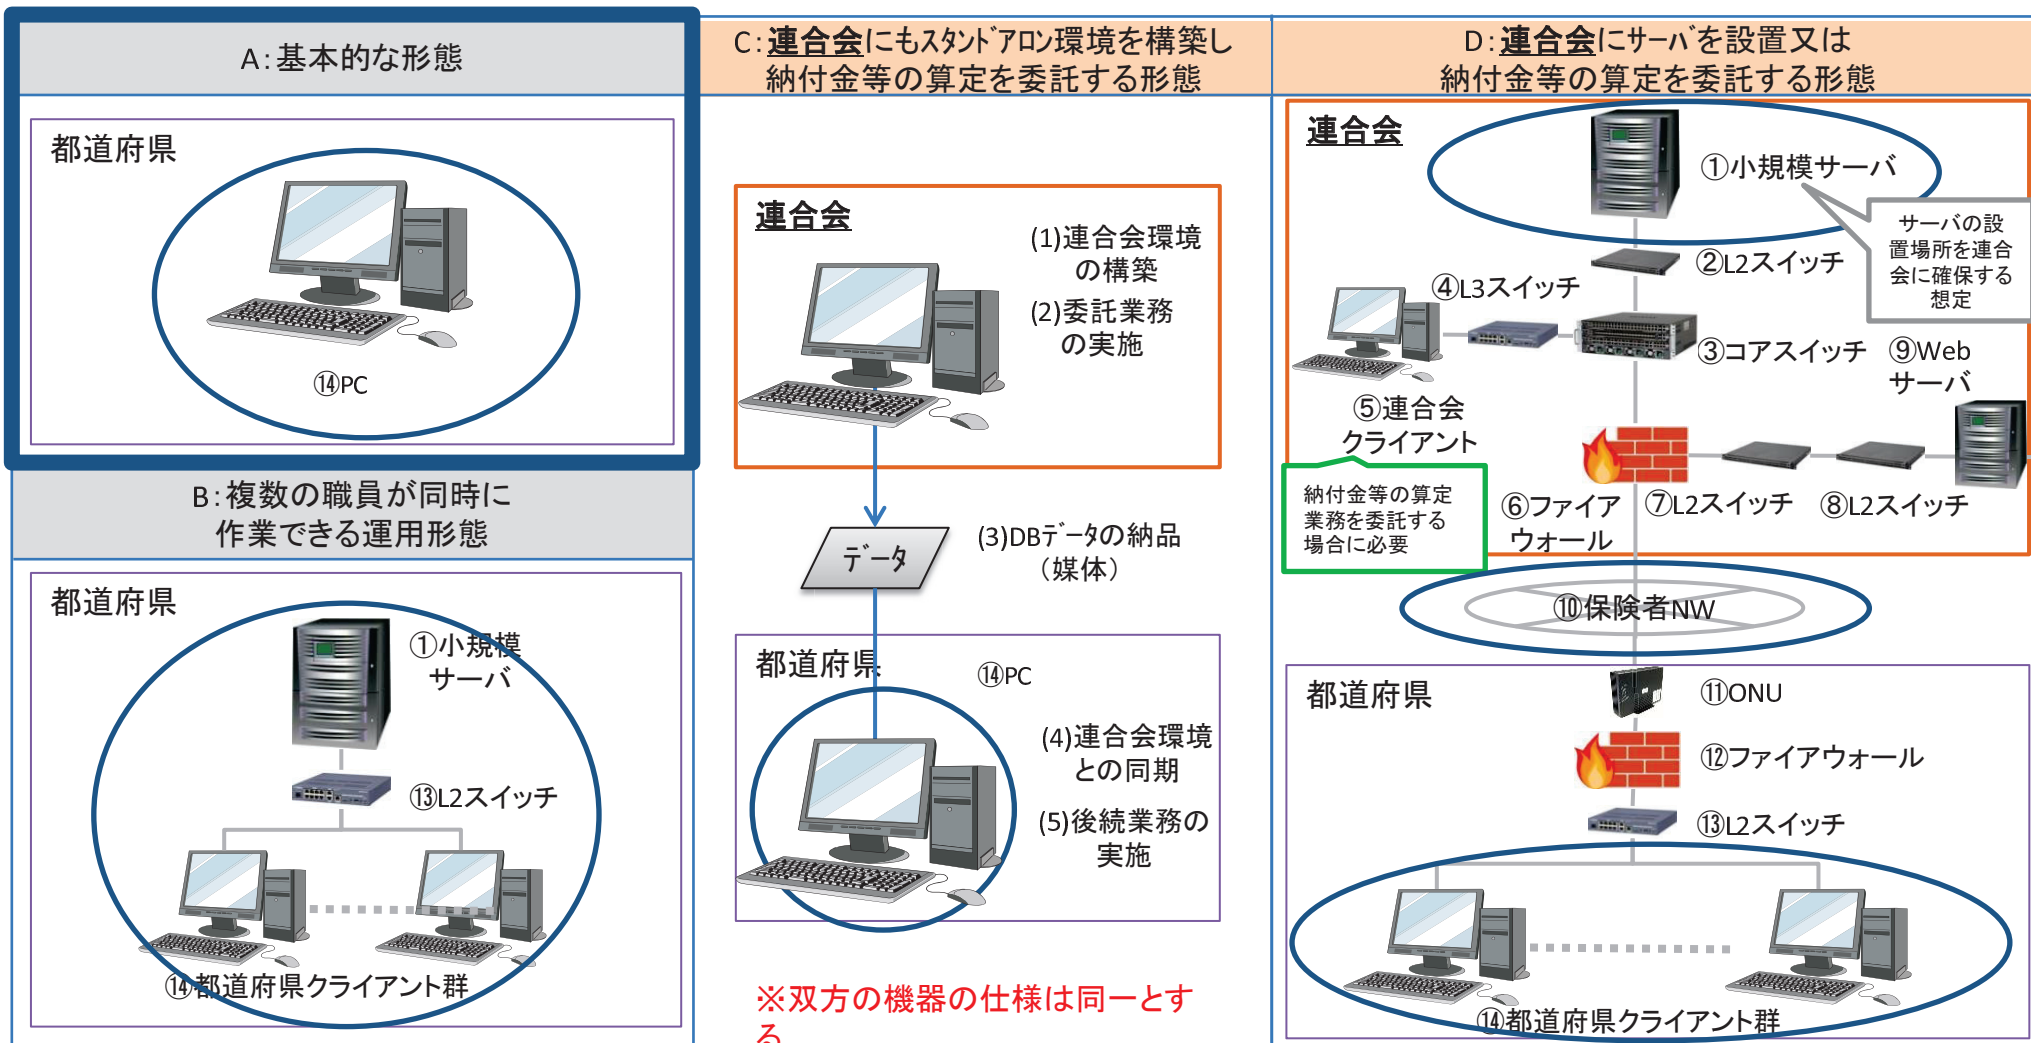 A:基本的な形態
都道府県
⑭PC
B:複数の職員が同時に
作業できる運用形態
都道府県
①小規模
サーバ
⑬L2スイッチ
⑭都道府県クライアント群
C:連合会にもスタンドアロン環境を構築し
納付金等の算定を委託する形態
連合会
(1)連合会環境
の構築
(2)委託業務
の実施
データ
(3)DBデータの納品
（媒体）
都道府県
⑭PC
(4)連合会環境
との同期
(5)後続業務の
実施
※双方の機器の仕様は同一とす
る
D:連合会にサーバを設置又は
納付金等の算定を委託する形態
連合会
①小規模サーバ
サーバの設
置場所を連合
会に確保する
想定
②L2スイッチ
④L3スイッチ
③コアスイッチ
⑨Web
サーバ
⑤連合会
クライアント
納付金等の算定
業務を委託する
場合に必要
⑥ファイア
ウォール
⑦L2スイッチ
⑧L2スイッチ
⑩保険者NW
都道府県
⑪ONU
⑫ファイアウォール
⑬L2スイッチ
⑭都道府県クライアント群